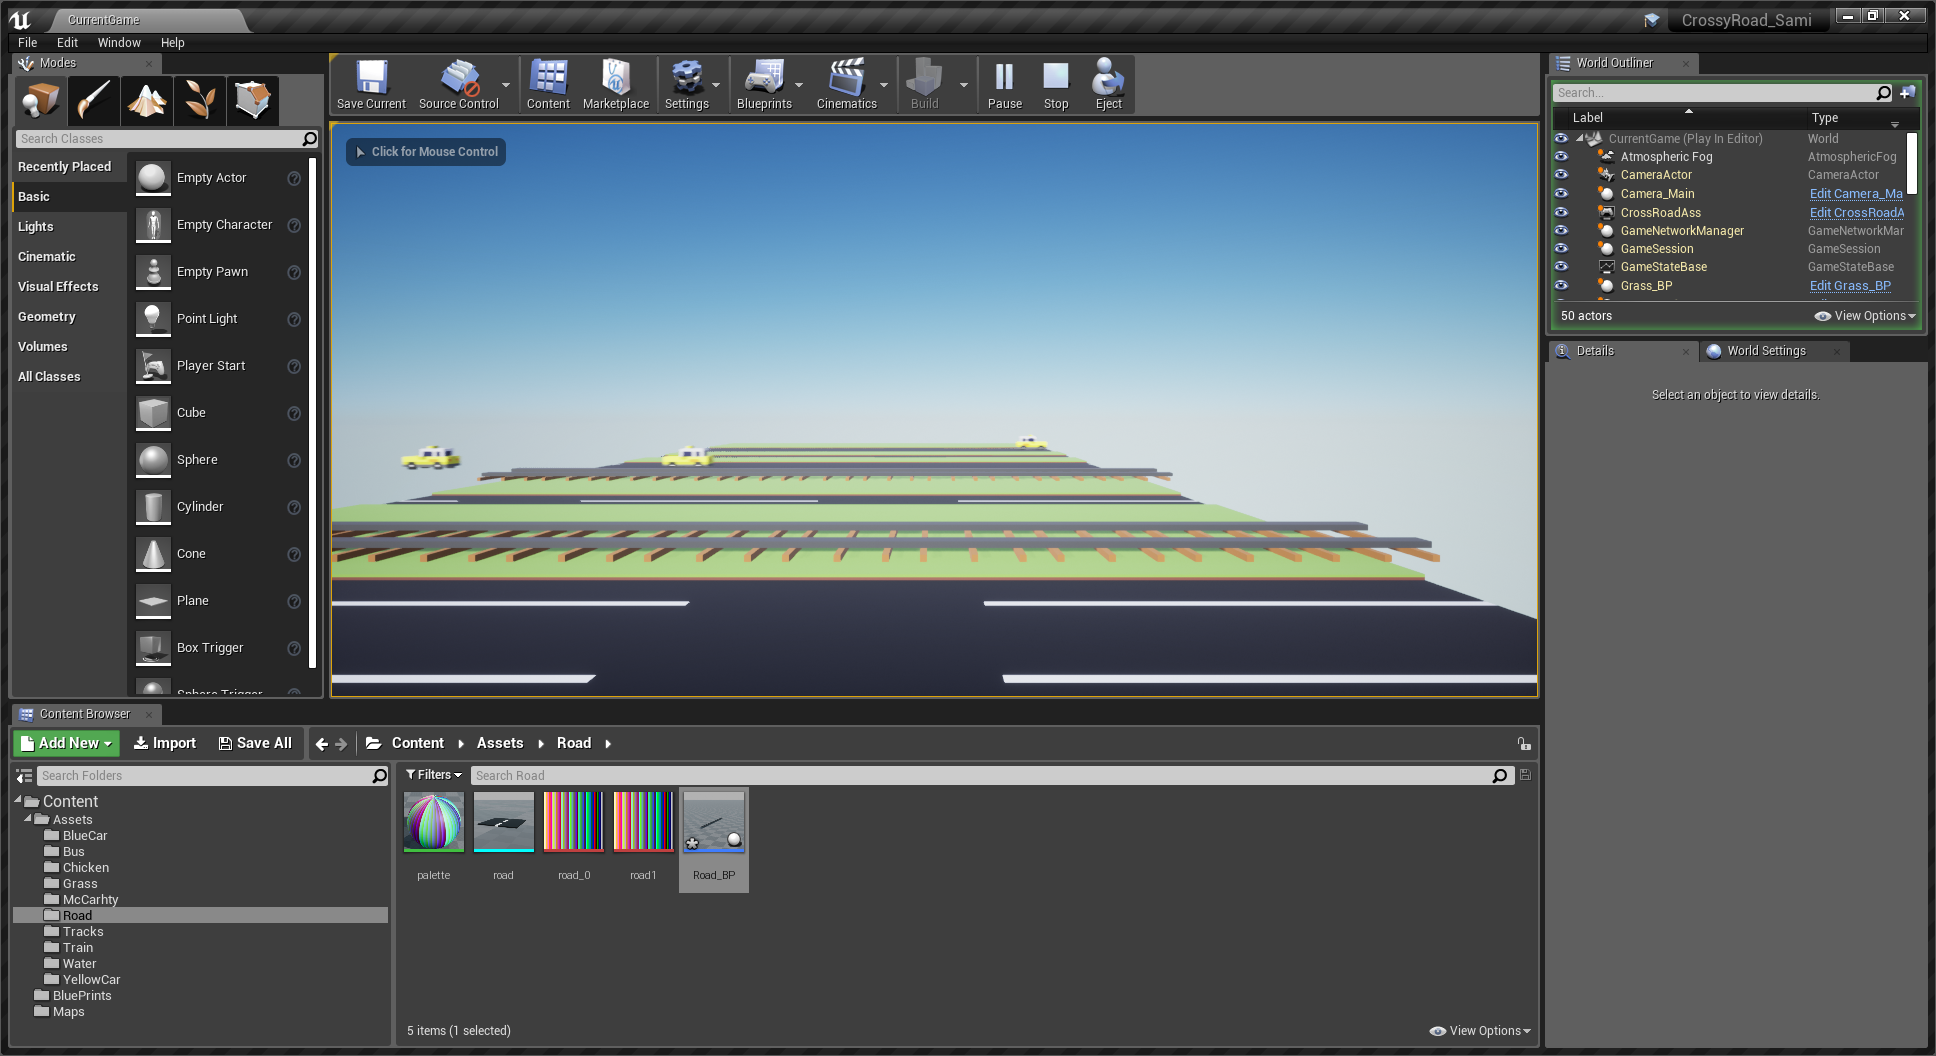 CurrentGame
CrossyRoad_Sami
File Edit Window Help
Modes
Search Classes
Recently Placed
Basic
Lights
Cinematic
Visual Effects
Geometry
Volumes
All Classes
Empty Actor
Empty Character
Empty Pawn
Point Light
Player Start
Cube
Sphere
Cylinder
Cone
Plane
Box Trigger
Sphere Trigger
Save Current
Source Control
Content
Marketplace
Settings
Blueprints
Cinematics
Build
Pause
Stop
Eject
Click for Mouse Control
World Outliner
Search...
Label Type
CurrentGame (Play In Editor) World
Atmospheric Fog AtmosphericFog
CameraActor CameraActor
Camera_Main Edit Camera_Ma
CrossRoadAss Edit CrossRoadA
GameNetworkManager GameNetworkMar
GameSession GameSession
GameStateBase GameStateBase
Grass_BP Edit Grass_BP
50 actors
View Options
Details
World Settings
Select an object to view details.
Content Browser
Add New Import Save All Content Assets Road
Search Folders
Content
Assets
BlueCar
Bus
Chicken
Grass
McCarhty
Road
Tracks
Train
Water
YellowCar
BluePrints
Maps
Filters
Search Road
palette
road
road_0
road1
Road_BP
5 items (1 selected)
View Options